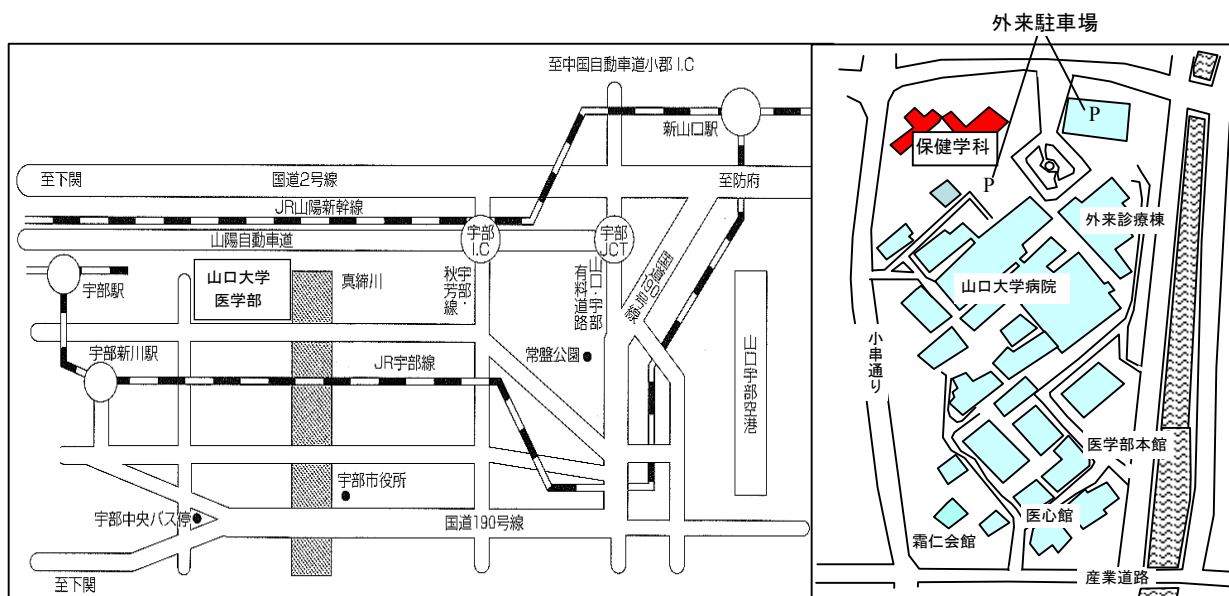 外来駐車場
至中国自動車道小郡 I.C
新山口駅
至下関
国道2号線
至防府
JR山陽新幹線
山陽自動車道
宇部
I.C
宇部
JCT
宇部駅
山口大学
医学部
真締川
宇部・
秋芳線
山口・宇部
有料道路
国道190号線
宇部新川駅
JR宇部線
常盤公園
山口宇部空港
宇部市役所
宇部中央バス停
国道190号線
至下関
P
保健学科
P
外来診療棟
山口大学病院
小串通り
医学部本館
医心館
霜仁会館
産業道路